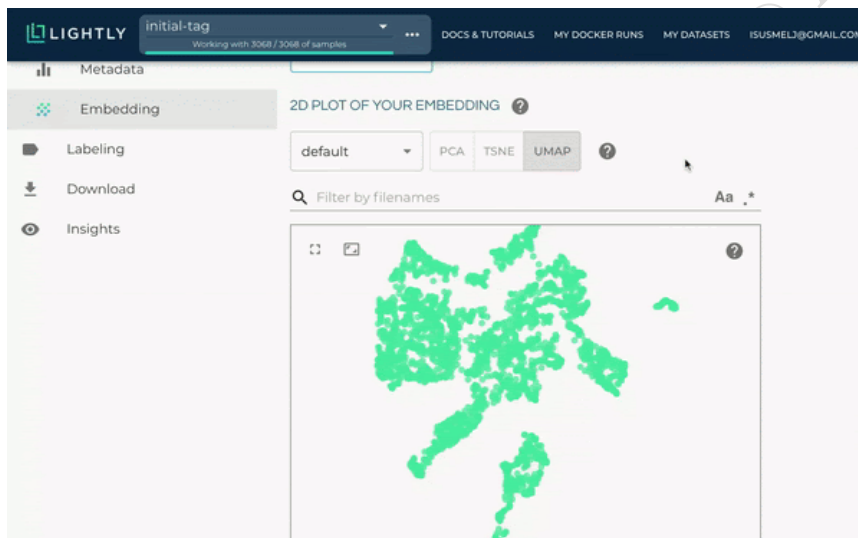 LIGHTLY
initial-tag
Working with 3068 / 3068 of samples
DOCS & TUTORIALS
MY DOCKER RUNS
MY DATASETS
ISUSMELJ@GMAIL.COM
Metadata
Embedding
Labeling
Download
Insights
2D PLOT OF YOUR EMBEDDING
default
PCA
TSNE
UMAP
Filter by filenames
Aa .*